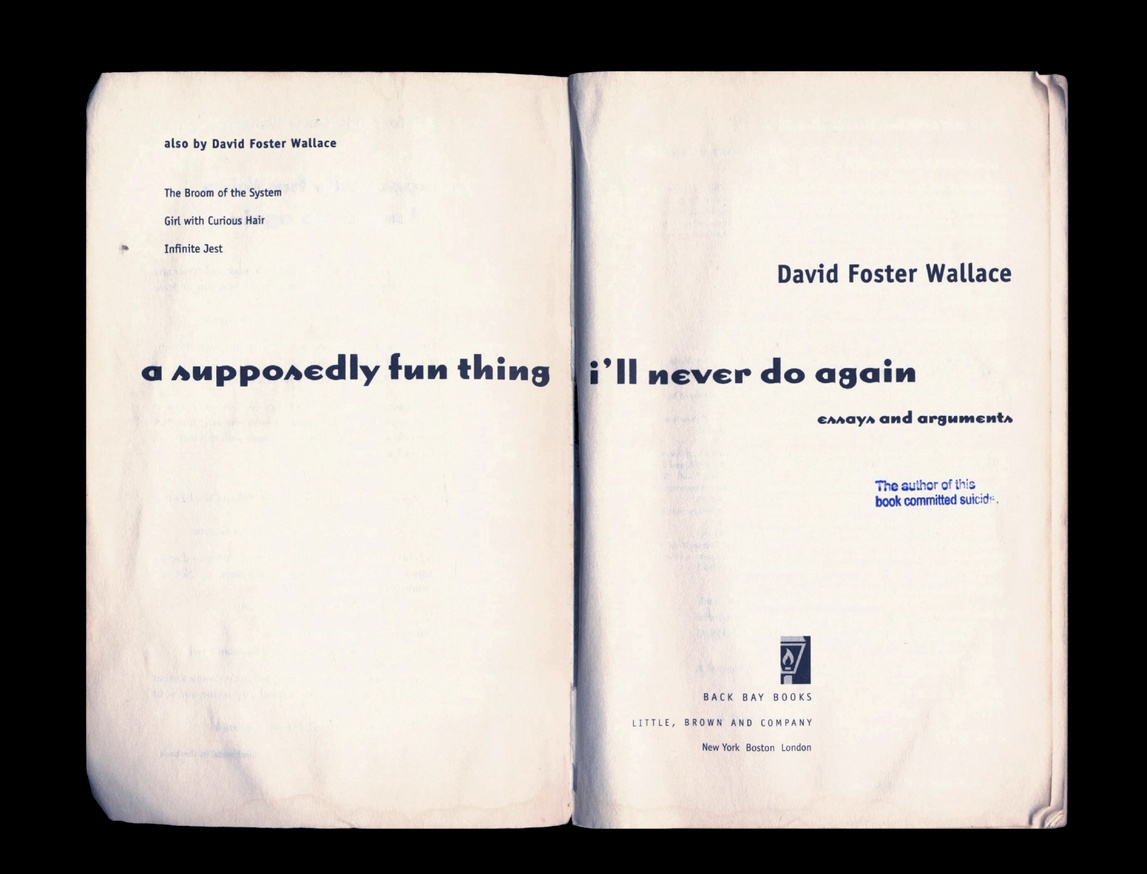 also by David Foster Wallace
The Broom of the System
Girl with Curious Hair
Infinite Jest
David Foster Wallace
a supposedly fun thing i'll never do again
essays and arguments
The author of this
book committed suicide.
BACK BAY BOOKS
LITTLE, BROWN AND COMPANY
New York Boston London